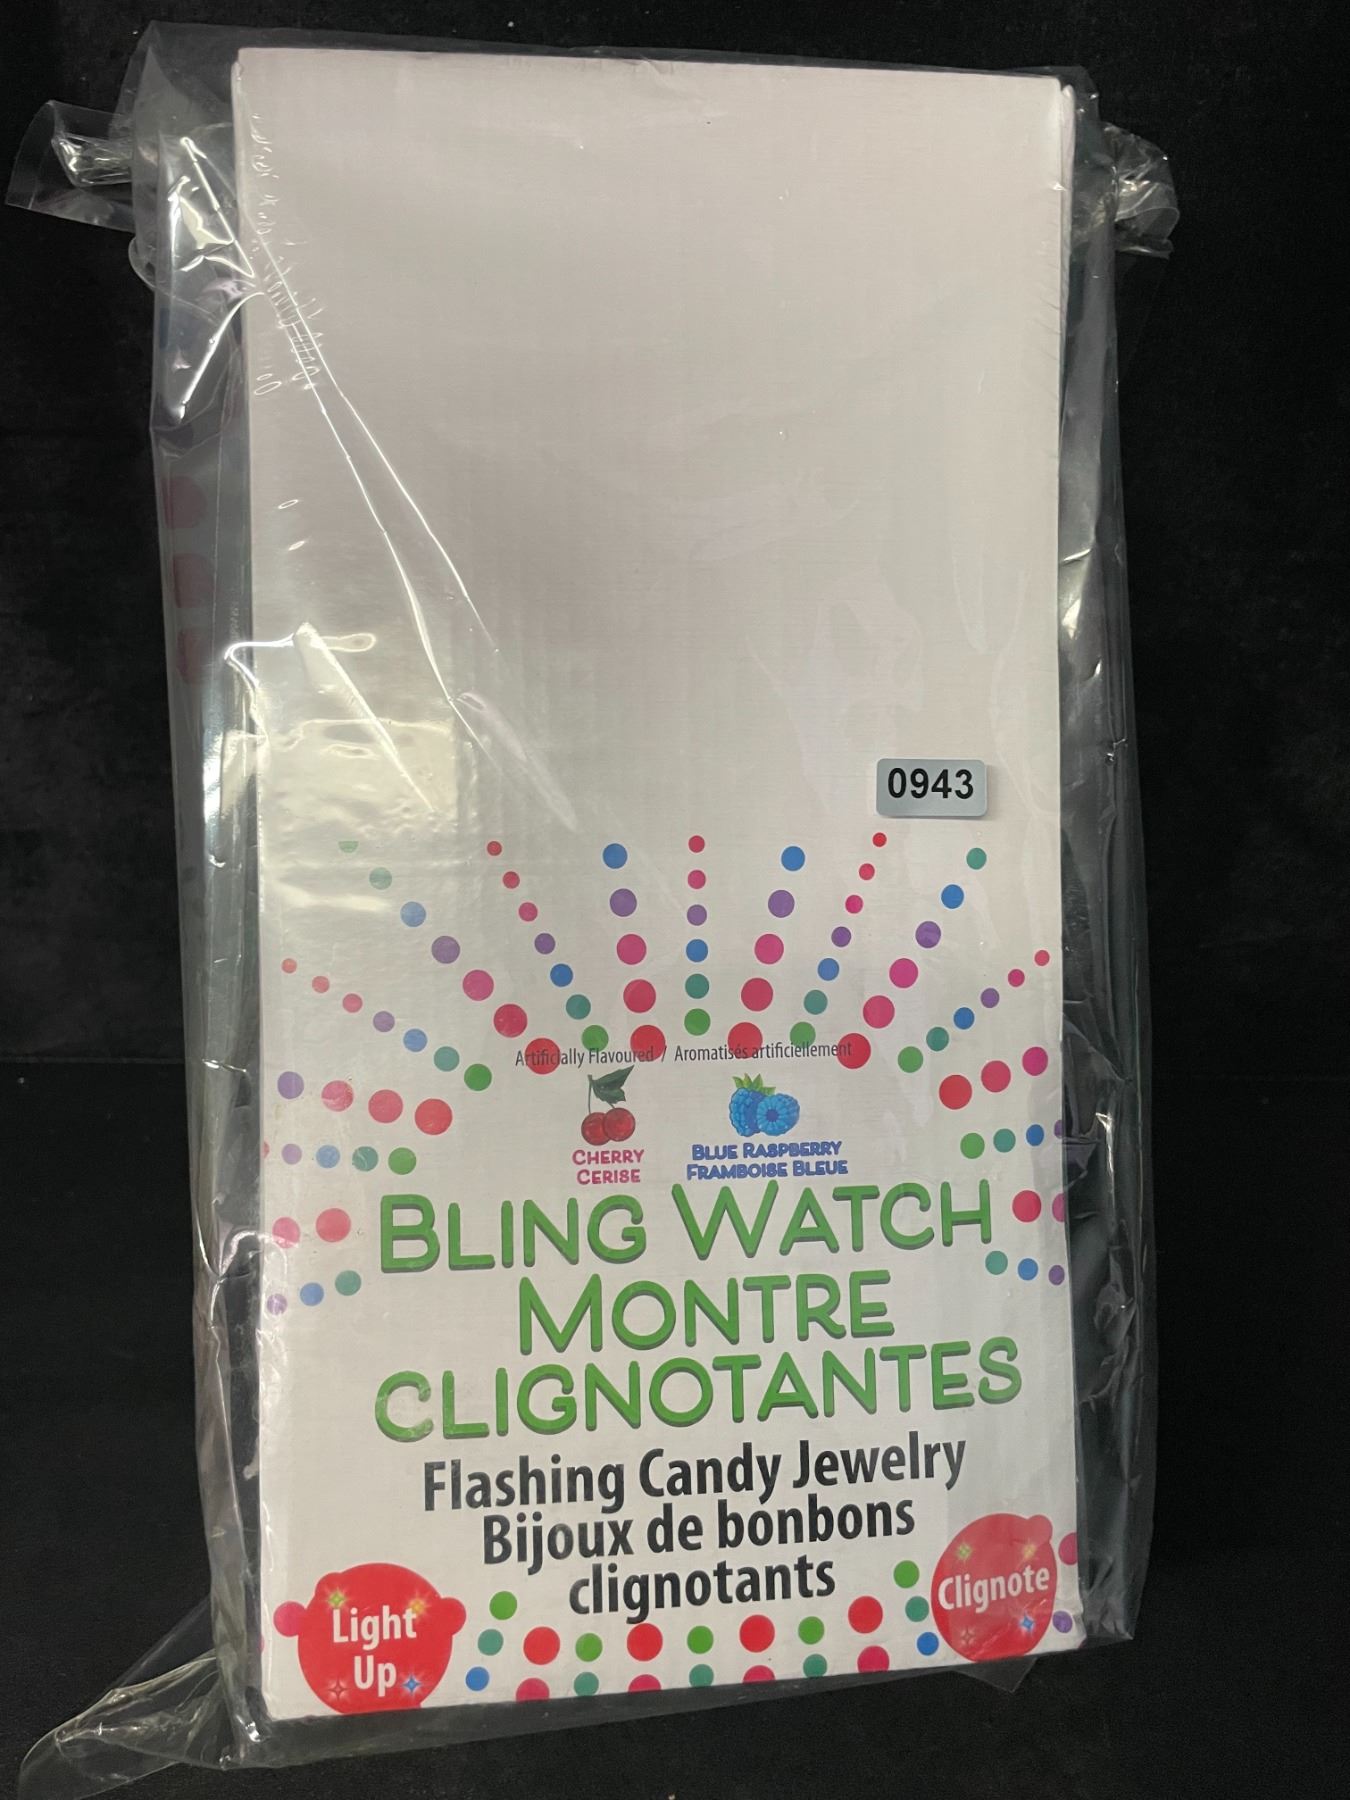 0943
Artificially Flavoured / Aromatisés artificiellement
CHERRY
CERISE
BLUE RASPBERRY
FRAMBOISE BLEUE
BLING WATCH
MONTRE
CLIGNOTANTES
Flashing Candy Jewelry
Bijoux de bonbons
clignotants
Light
Up
Clignote